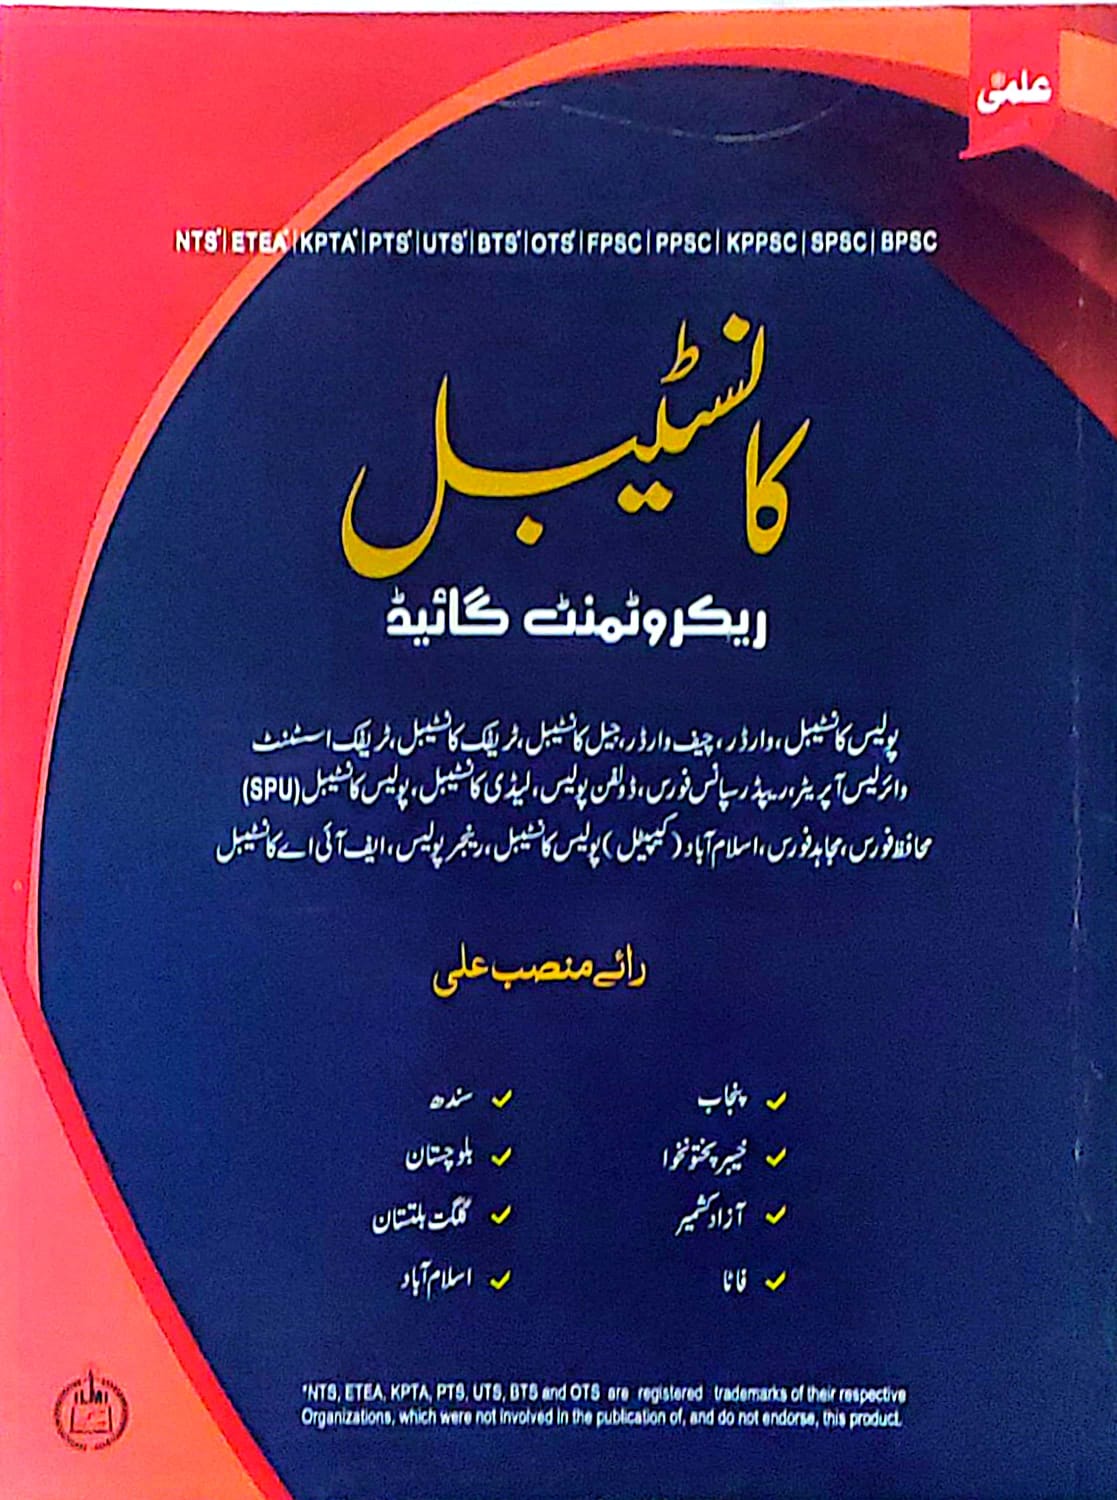 علمی
NTS*|ETEA*|KPTA*|PTS*|UTS*|BTS*|OTS*|FPSC|PPSC|KPPSC|SPSC|BPSC
کانسٹیبل
ریکروٹمنٹ گائیڈ
پولیس کانسٹیبل، وارڈر، چیف وارڈر، جیل کانسٹیبل، ٹریفک کانسٹیبل، ٹریفک اسسٹنٹ
وائرلیس آپریٹر، ریپڈ رسپانس فورس، ڈولفن پولیس، لیڈی کانسٹیبل، پولیس کانسٹیبل (SPU)
محافظ فورس، مجاہد فورس، اسلام آباد (کیپیٹل) پولیس کانسٹیبل، رینجر پولیس، ایف آئی اے کانسٹیبل
رائے منصب علی
✓ پنجاب ✓ سندھ
✓ خیبر پختونخوا ✓ بلوچستان
✓ آزاد کشمیر ✓ گلگت بلتستان
✓ فاٹا ✓ اسلام آباد
*NTS, ETEA, KPTA, PTS, UTS, BTS and OTS are registered trademarks of their respective
Organizations, which were not involved in the publication of, and do not endorse, this product.
ILMI